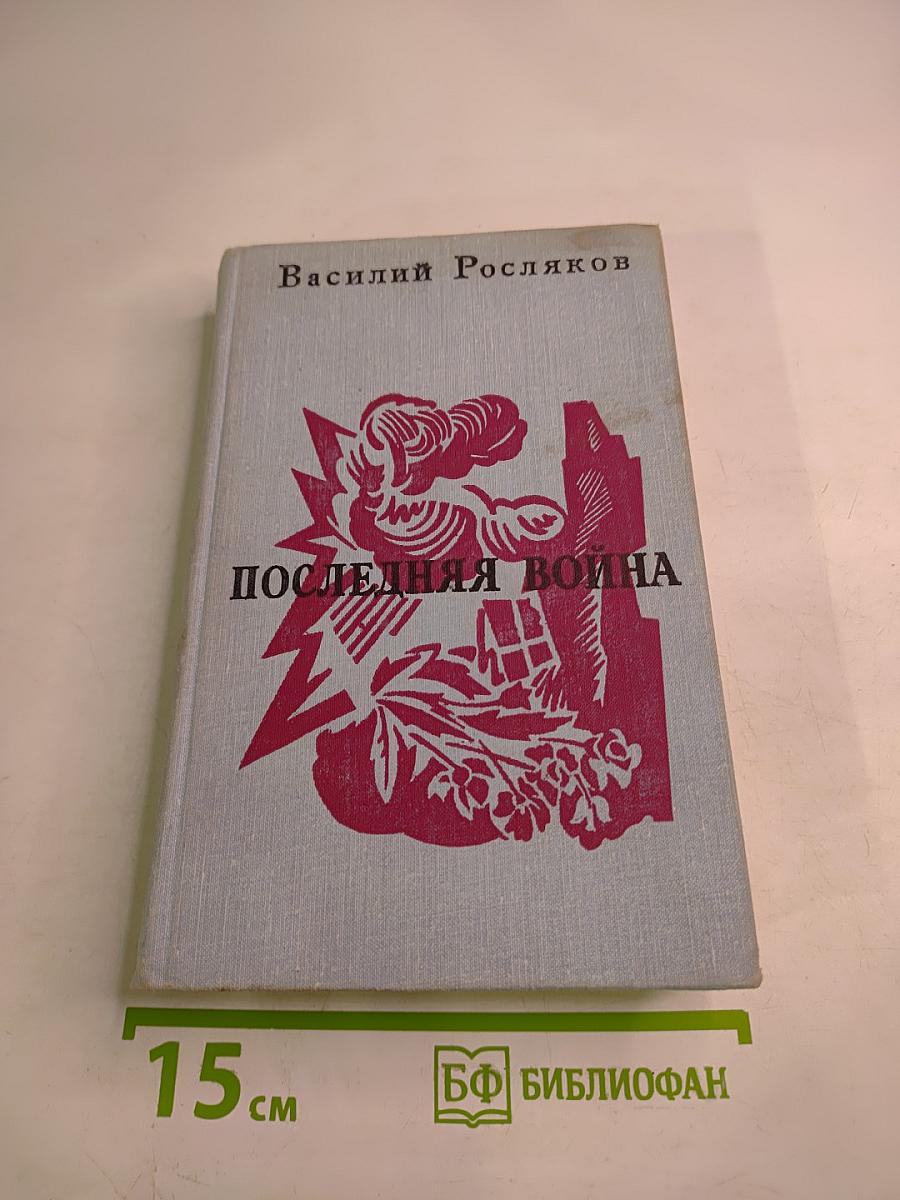 Василий Росляков
ПОСЛЕДНЯЯ ВОЙНА
15 см
БФ БИБЛИОФАН